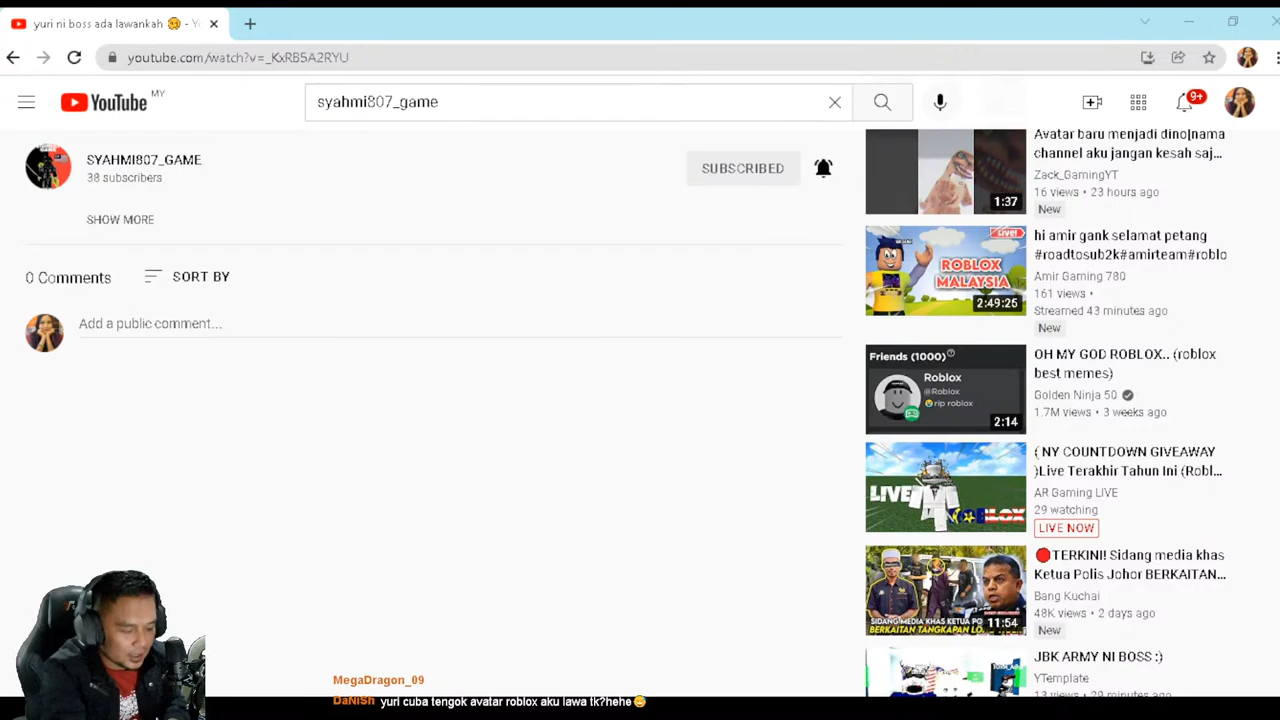 yuri ni boss ada lawankah 🤕 - Yo
youtube.com/watch?v=_KxRB5A2RYU
YouTube MY
syahmi807_game
9+
SYAHMI807_GAME
38 subscribers
SUBSCRIBED
SHOW MORE
0 Comments
SORT BY
Add a public comment...
Avatar baru menjadi dino|nama
channel aku jangan kesah saj...
Zack_GamingYT
16 views • 23 hours ago
New
1:37
hi amir gank selamat petang
#roadtosub2k#amirteam#roblo
Amir Gaming 780
161 views •
Streamed 43 minutes ago
New
Live!
ROBLOX
MALAYSIA
2:49:25
OH MY GOD ROBLOX.. (roblox
best memes)
Golden Ninja 50
1.7M views • 3 weeks ago
Friends (1000)
Roblox
@Roblox
rip roblox
2:14
( NY COUNTDOWN GIVEAWAY
)Live Terakhir Tahun Ini (Robl...
AR Gaming LIVE
29 watching
LIVE NOW
LIVE
ROBLOX
🔴TERKINI! Sidang media khas
Ketua Polis Johor BERKAITAN...
Bang Kuchai
48K views • 2 days ago
New
SIDANG MEDIA KHAS KETUA PO
BERKAITAN TANGKAPAN LO
11:54
JBK ARMY NI BOSS :)
YTemplate
13 views • 29 minutes ago
MegaDragon_09
DaNiSh yuri cuba tengok avatar roblox aku lawa tk?hehe😅